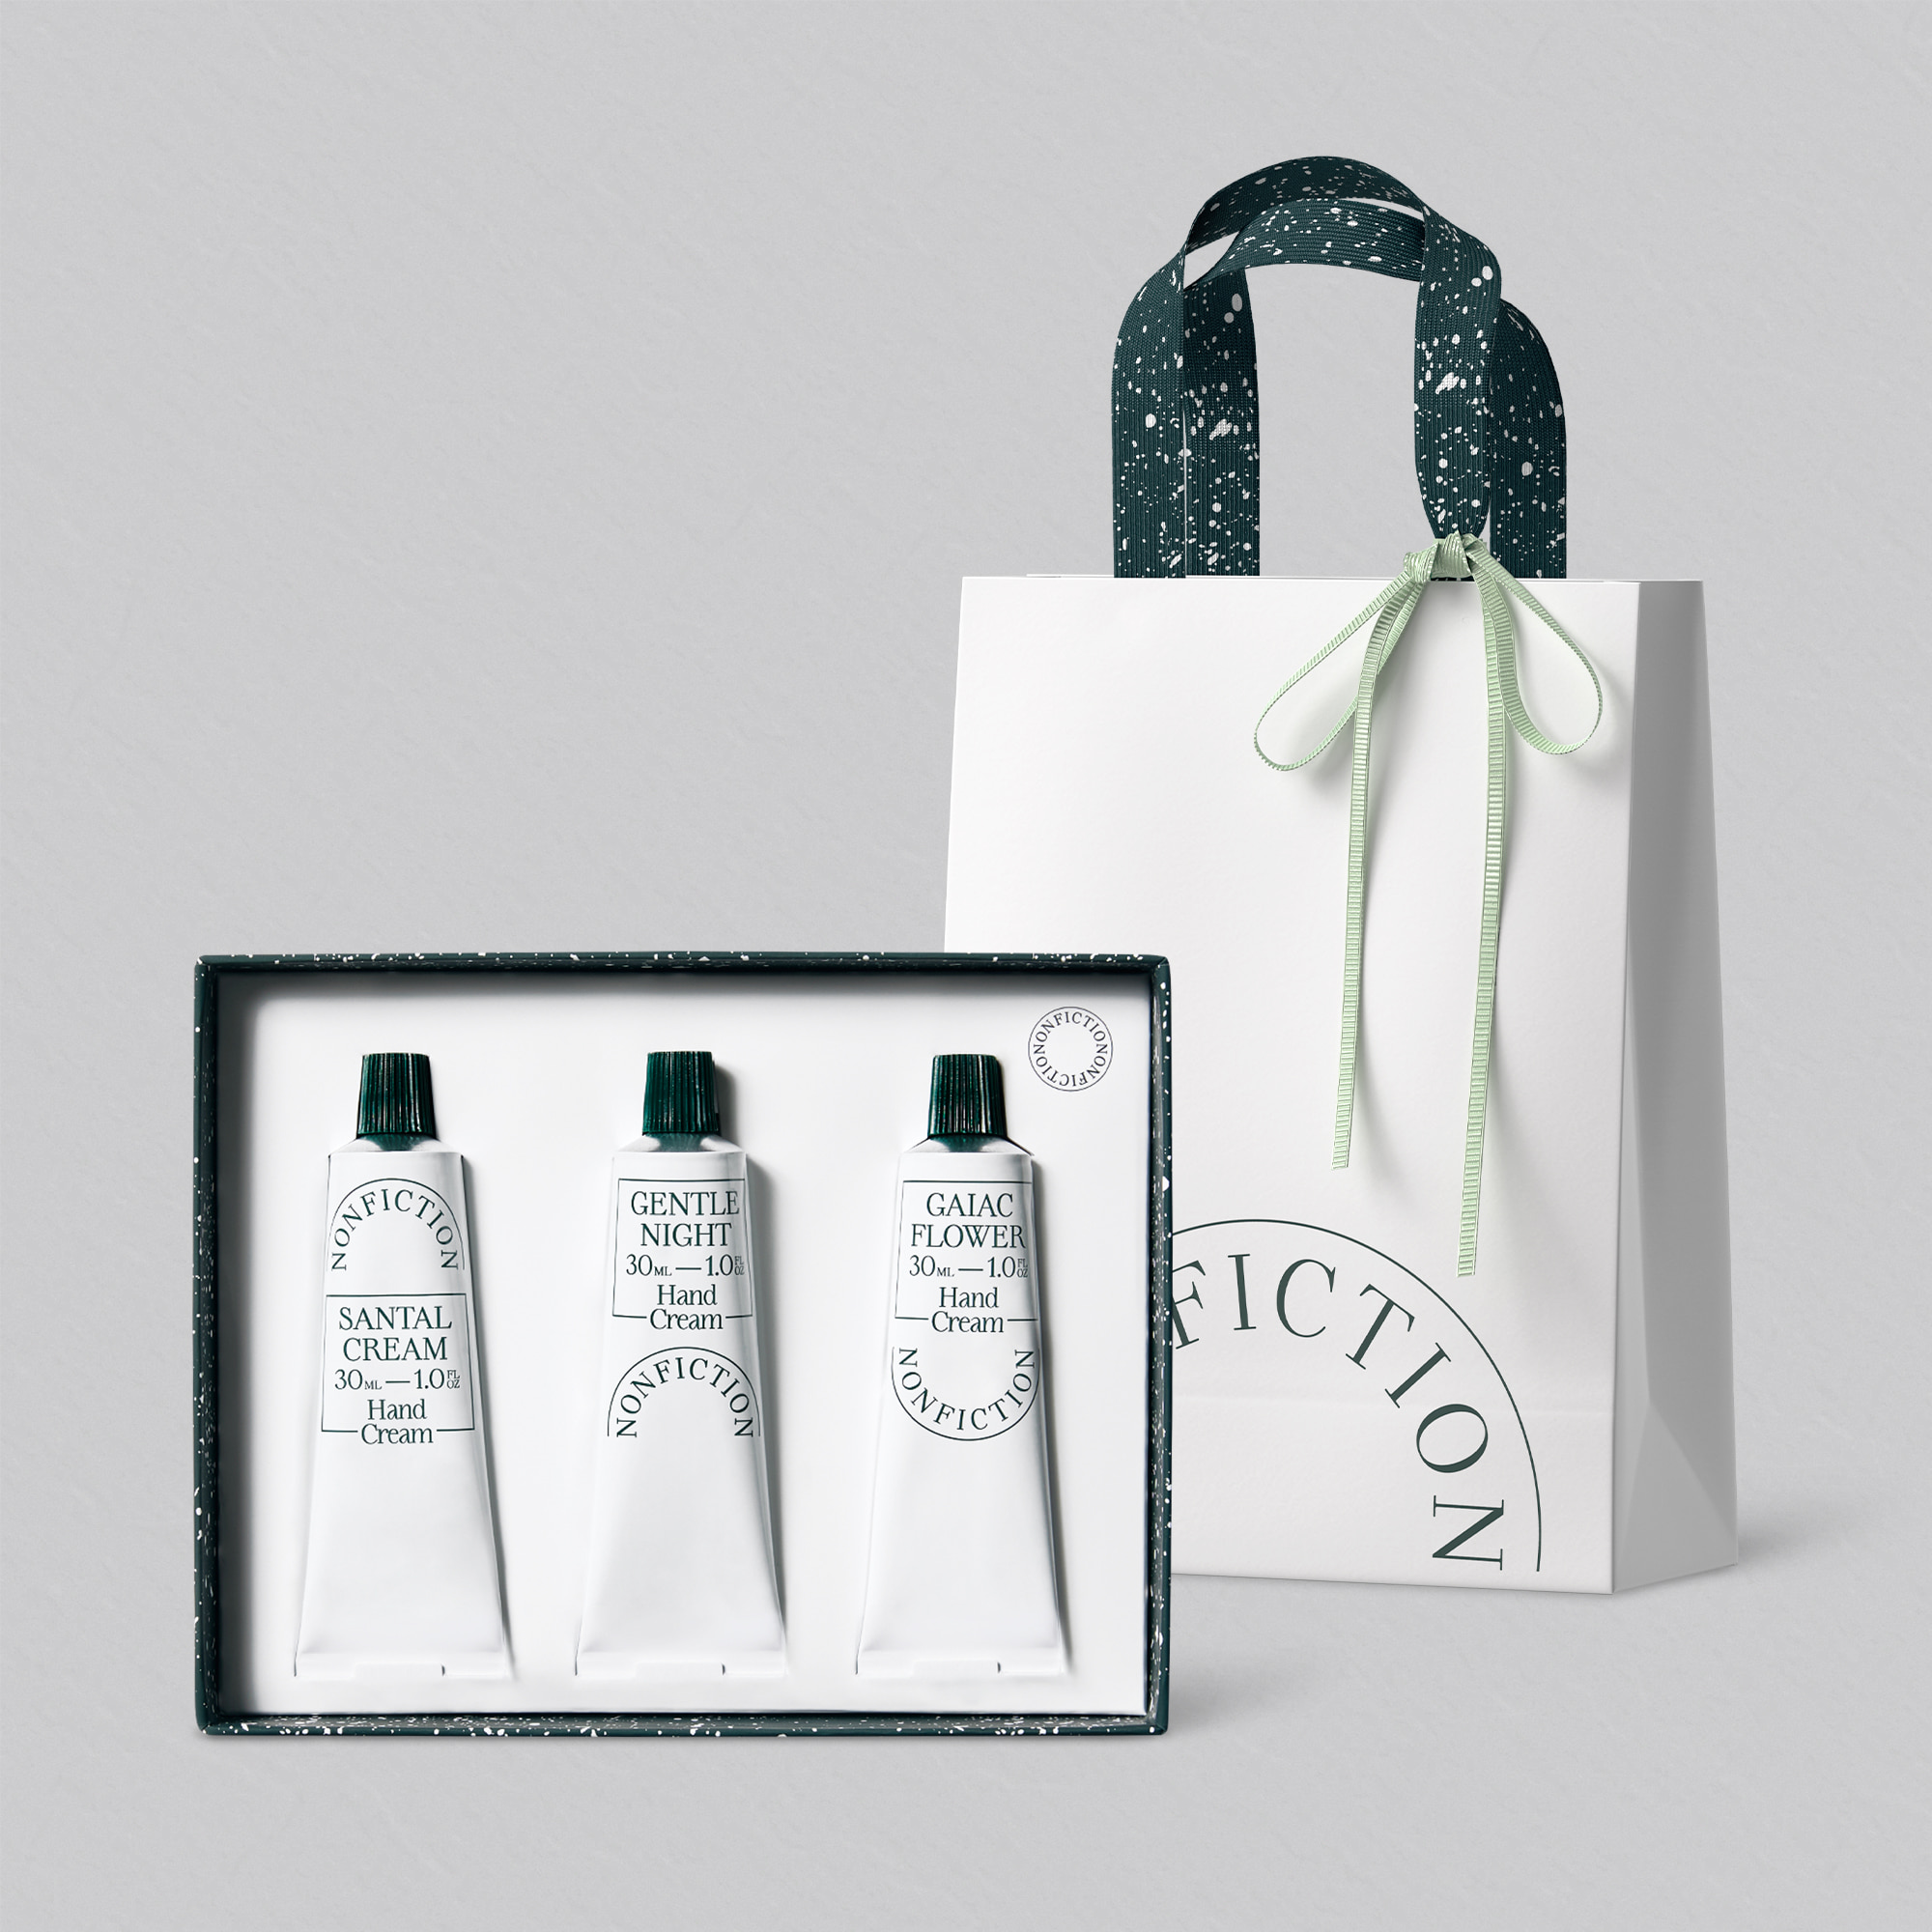 NONFICTIONONFICTIO
NONFICTION
SANTAL
CREAM
30ML—1.0FL OZ
Hand
Cream
GENTLE
NIGHT
30ML—1.0FL OZ
Hand
Cream
NONFICTION
GAIAC
FLOWER
30ML—1.0FL OZ
Hand
Cream
NONFICTION
FICTION